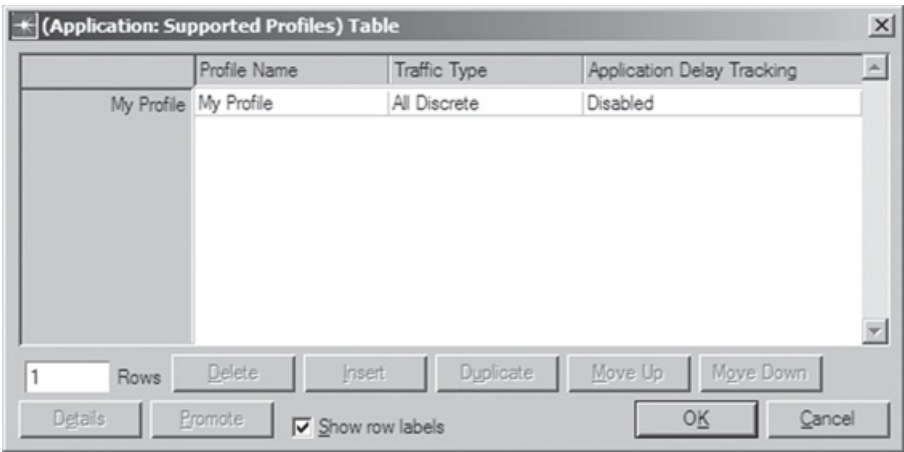 (Application: Supported Profiles) Table
Profile Name Traffic Type Application Delay Tracking
My Profile My Profile All Discrete Disabled
1 Rows Delete Insert Duplicate Move Up Move Down
Details Promote Show row labels OK Cancel